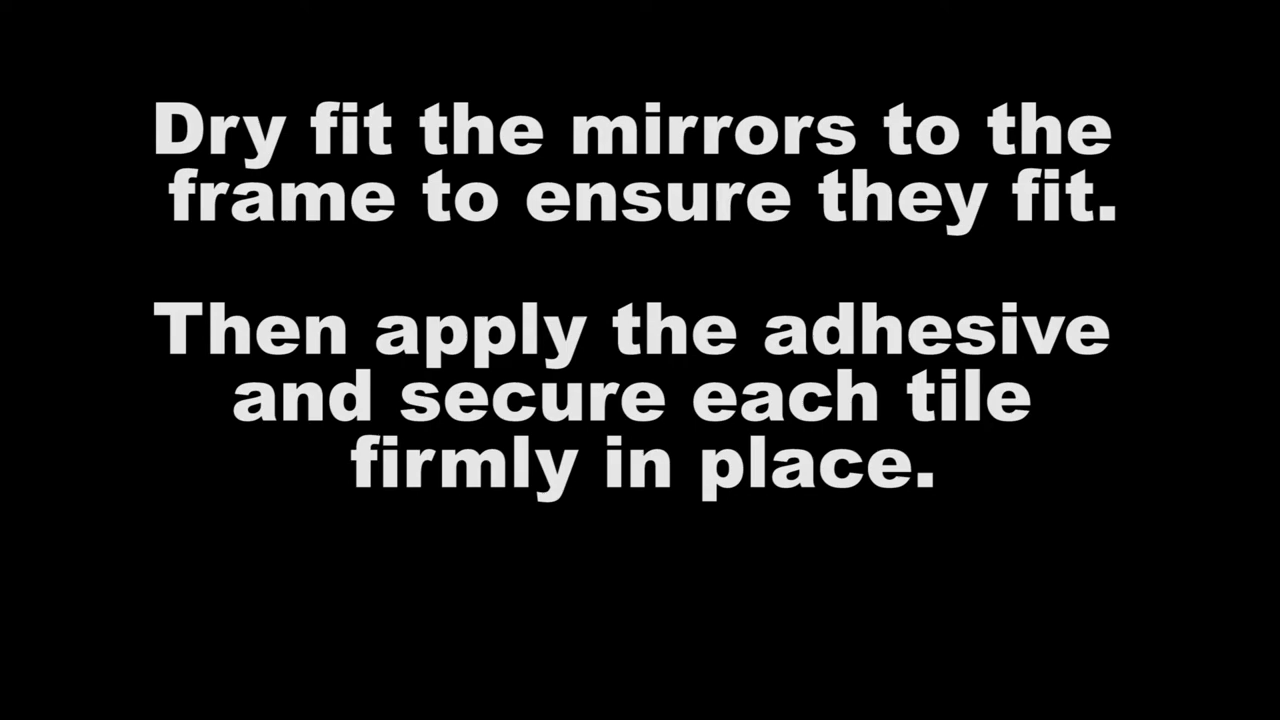 Dry fit the mirrors to the
frame to ensure they fit.
Then apply the adhesive
and secure each tile
firmly in place.